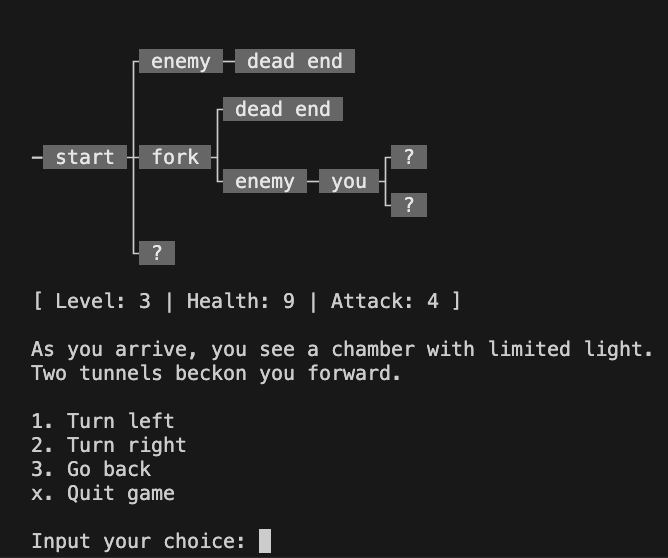 enemy dead end
dead end
start fork ?
enemy you
?
?
[ Level: 3 | Health: 9 | Attack: 4 ]
As you arrive, you see a chamber with limited light.
Two tunnels beckon you forward.
1. Turn left
2. Turn right
3. Go back
x. Quit game
Input your choice: